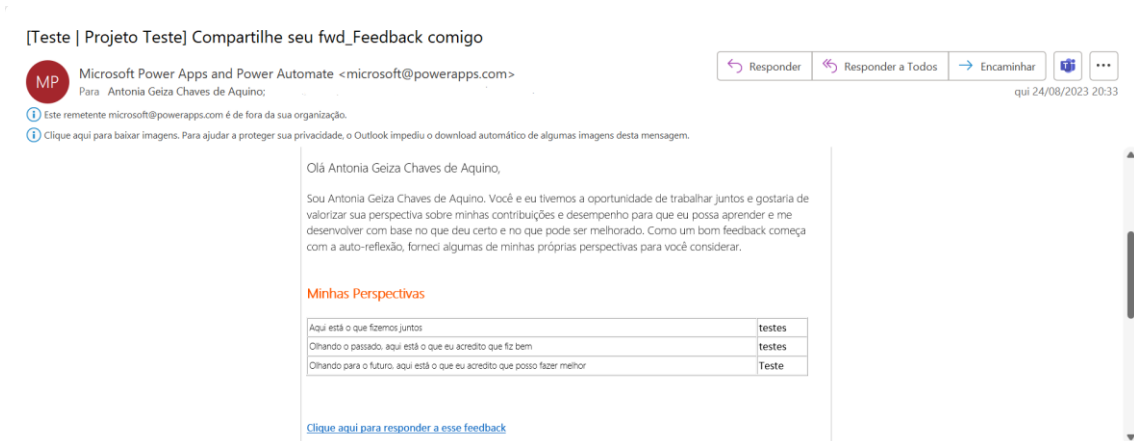 [Teste | Projeto Teste] Compartilhe seu fwd_Feedback comigo
MP
Microsoft Power Apps and Power Automate <microsoft@powerapps.com>
Para Antonia Geiza Chaves de Aquino;
Responder
Responder a Todos
Encaminhar
qui 24/08/2023 20:33
Este remetente microsoft@powerapps.com é de fora da sua organização.
Clique aqui para baixar imagens. Para ajudar a proteger sua privacidade, o Outlook impediu o download automático de algumas imagens desta mensagem.
Olá Antonia Geiza Chaves de Aquino,
Sou Antonia Geiza Chaves de Aquino. Você e eu tivemos a oportunidade de trabalhar juntos e gostaria de
valorizar sua perspectiva sobre minhas contribuições e desempenho para que eu possa aprender e me
desenvolver com base no que deu certo e no que pode ser melhorado. Como um bom feedback começa
com a auto-reflexão, forneci algumas de minhas próprias perspectivas para você considerar.
Minhas Perspectivas
Aqui está o que fizemos juntos testes
Olhando o passado, aqui está o que eu acredito que fiz bem testes
Olhando para o futuro, aqui está o que eu acredito que posso fazer melhor Teste
Clique aqui para responder a esse feedback